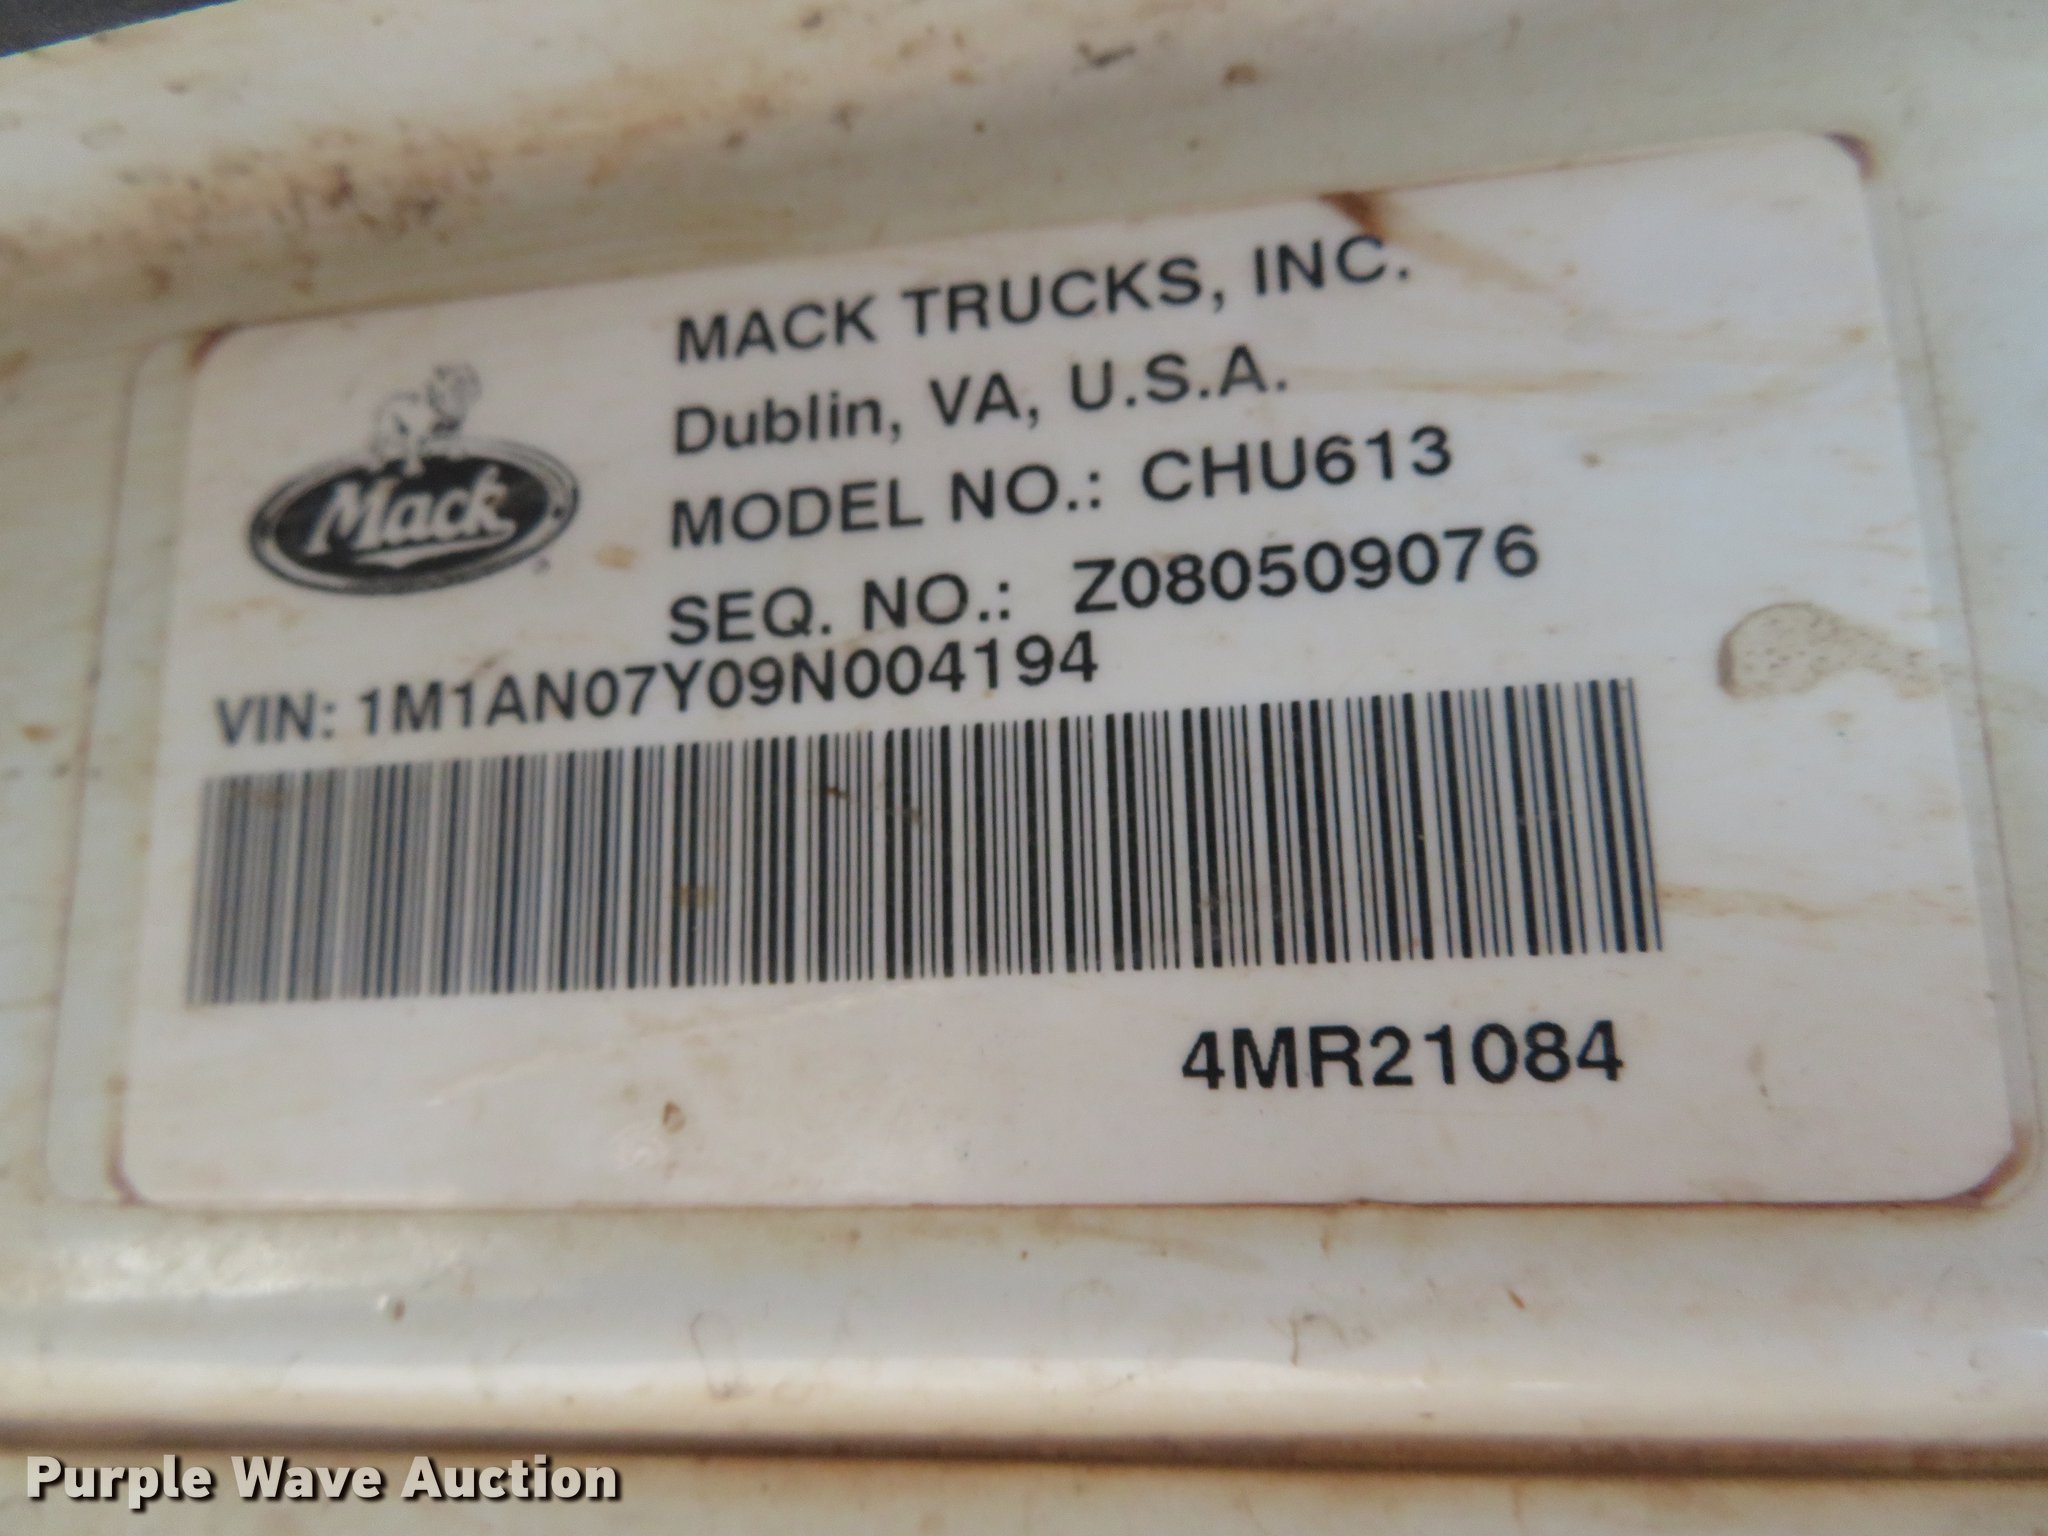 Mack
MACK TRUCKS, INC.
Dublin, VA, U.S.A.
MODEL NO.: CHU613
SEQ. NO.: Z080509076
VIN: 1M1AN07Y09N004194
4MR21084
Purple Wave Auction